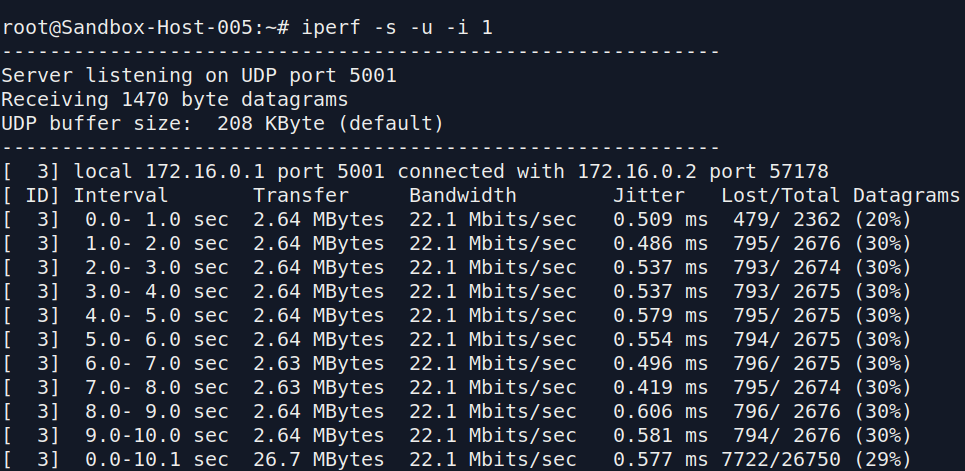 root@Sandbox-Host-005:~# iperf -s -u -i 1
------------------------------------------------------------
Server listening on UDP port 5001
Receiving 1470 byte datagrams
UDP buffer size:  208 KByte (default)
------------------------------------------------------------
[  3] local 172.16.0.1 port 5001 connected with 172.16.0.2 port 57178
[ ID] Interval       Transfer     Bandwidth        Jitter   Lost/Total Datagrams
[  3]  0.0- 1.0 sec  2.64 MBytes  22.1 Mbits/sec   0.509 ms  479/ 2362 (20%)
[  3]  1.0- 2.0 sec  2.64 MBytes  22.1 Mbits/sec   0.486 ms  795/ 2676 (30%)
[  3]  2.0- 3.0 sec  2.64 MBytes  22.1 Mbits/sec   0.537 ms  793/ 2674 (30%)
[  3]  3.0- 4.0 sec  2.64 MBytes  22.1 Mbits/sec   0.537 ms  793/ 2675 (30%)
[  3]  4.0- 5.0 sec  2.64 MBytes  22.1 Mbits/sec   0.579 ms  795/ 2675 (30%)
[  3]  5.0- 6.0 sec  2.64 MBytes  22.1 Mbits/sec   0.554 ms  794/ 2675 (30%)
[  3]  6.0- 7.0 sec  2.63 MBytes  22.1 Mbits/sec   0.496 ms  796/ 2675 (30%)
[  3]  7.0- 8.0 sec  2.63 MBytes  22.1 Mbits/sec   0.419 ms  795/ 2674 (30%)
[  3]  8.0- 9.0 sec  2.64 MBytes  22.1 Mbits/sec   0.606 ms  796/ 2676 (30%)
[  3]  9.0-10.0 sec  2.64 MBytes  22.1 Mbits/sec   0.581 ms  794/ 2676 (30%)
[  3]  0.0-10.1 sec  26.7 MBytes  22.1 Mbits/sec   0.577 ms 7722/26750 (29%)